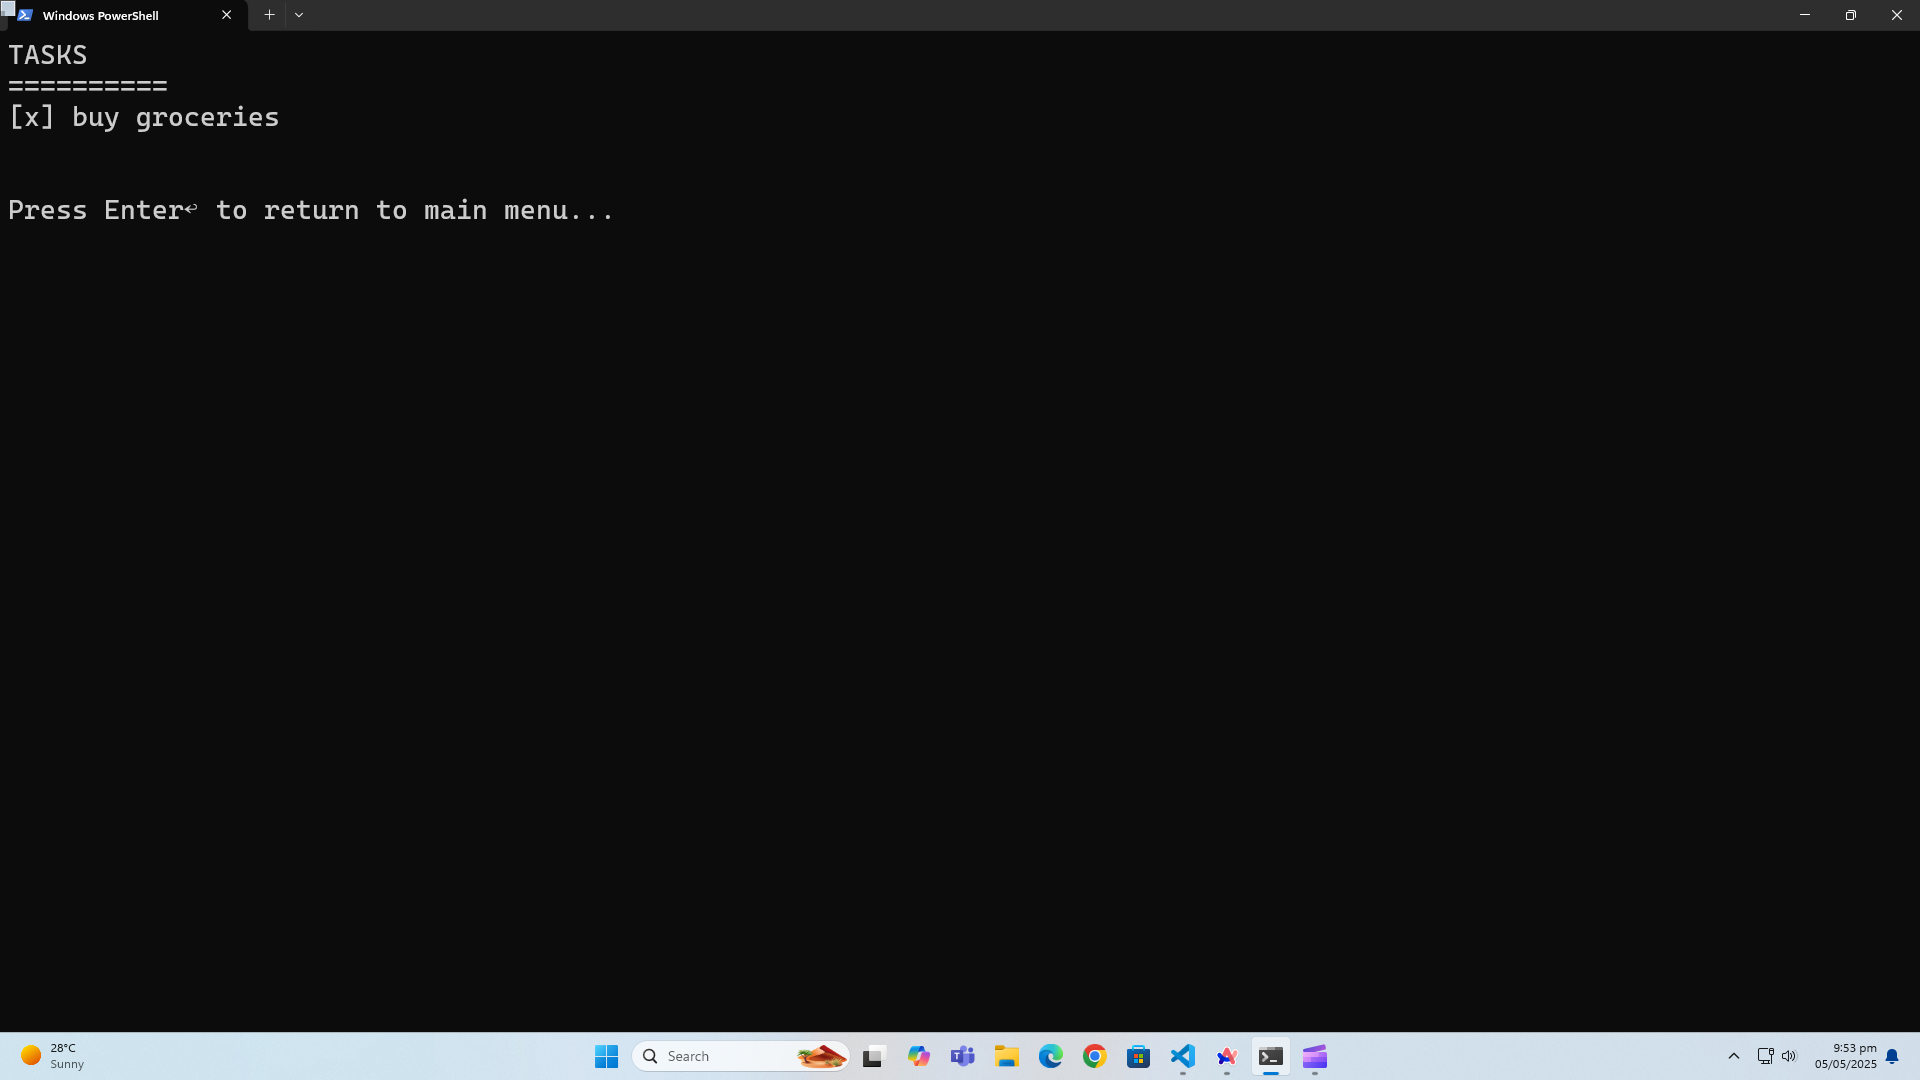 Windows PowerShell
TASKS
==========
[x] buy groceries
Press Enter↩ to return to main menu...
28°C
Sunny
Search
9:53 pm
05/05/2025